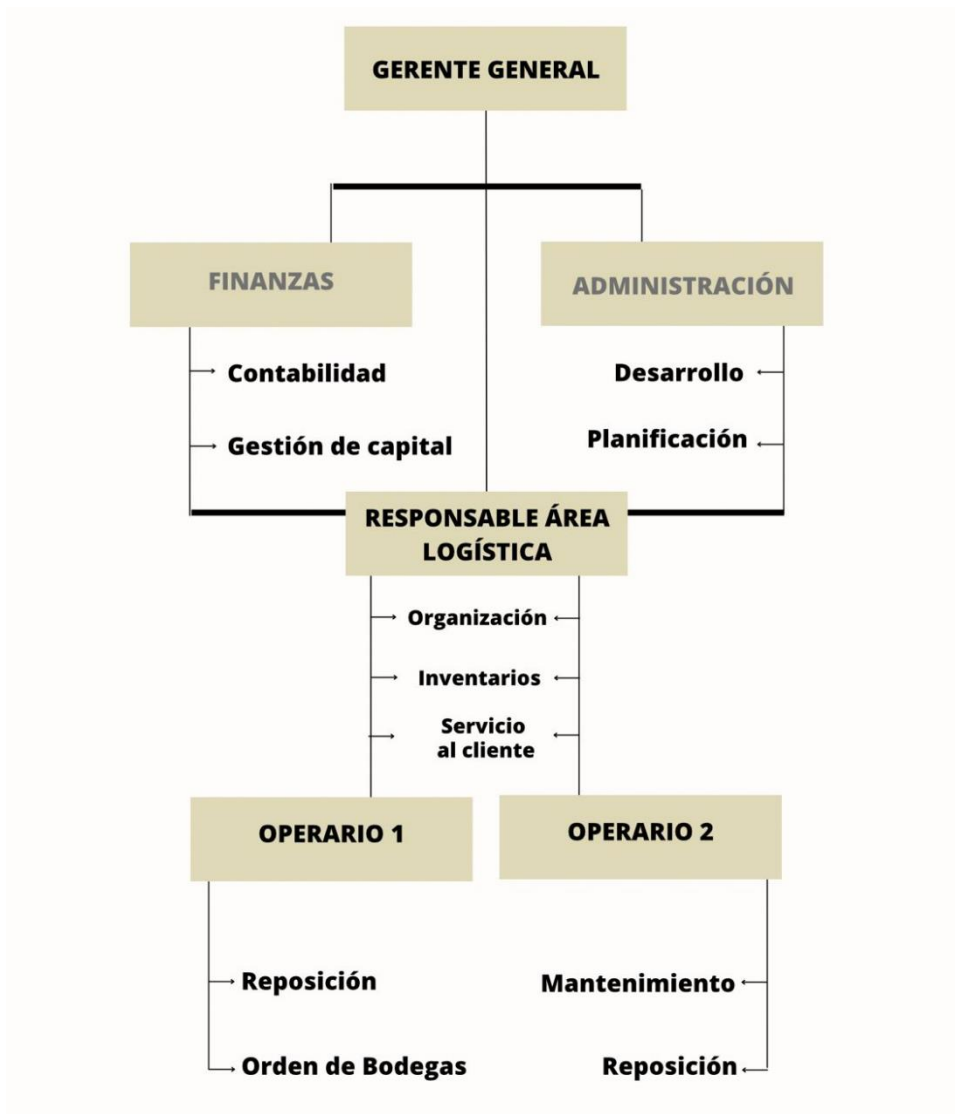 GERENTE GENERAL
FINANZAS
ADMINISTRACIÓN
Contabilidad
Desarrollo
Gestión de capital
Planificación
RESPONSABLE ÁREA
LOGÍSTICA
Organización
Inventarios
Servicio
al cliente
OPERARIO 1
OPERARIO 2
Reposición
Mantenimiento
Orden de Bodegas
Reposición